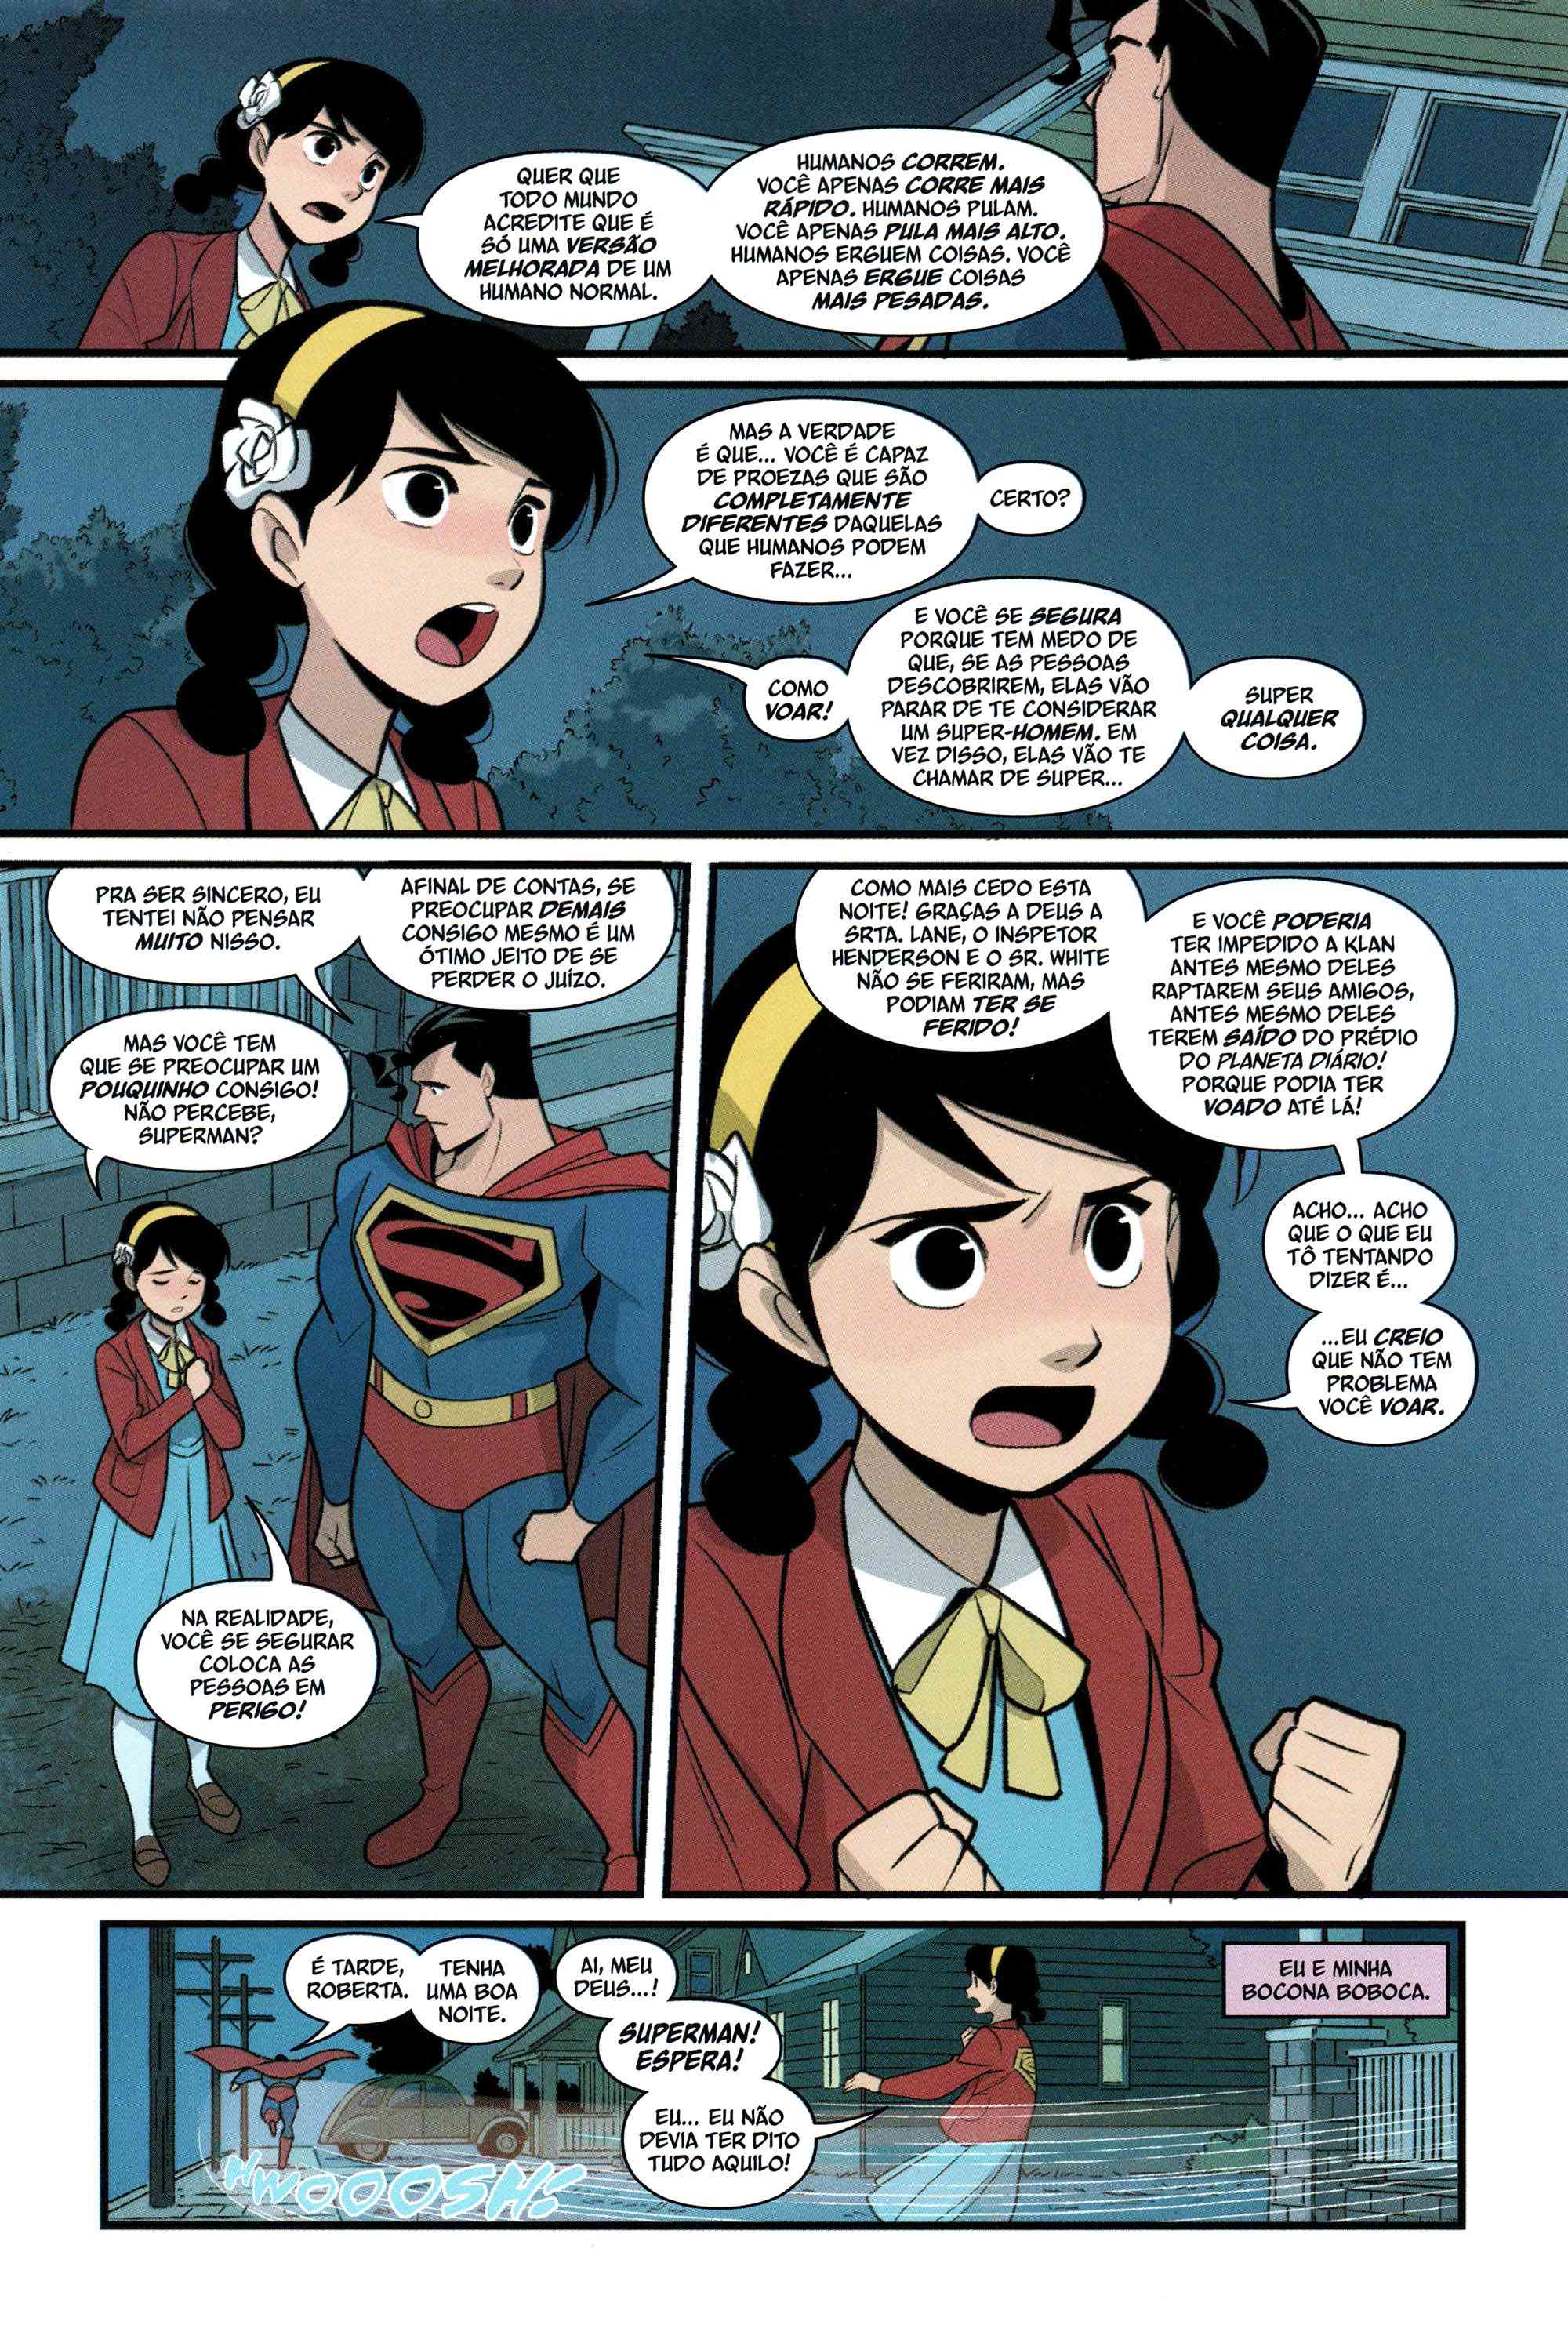 QUER QUE
TODO MUNDO
ACREDITE QUE É
SÓ UMA VERSÃO
MELHORADA DE UM
HUMANO NORMAL.
HUMANOS CORREM.
VOCÊ APENAS CORRE MAIS
RÁPIDO. HUMANOS PULAM.
VOCÊ APENAS PULA MAIS ALTO.
HUMANOS ERGUEM COISAS. VOCÊ
APENAS ERGUE COISAS
MAIS PESADAS.
MAS A VERDADE
É QUE... VOCÊ É CAPAZ
DE PROEZAS QUE SÃO
COMPLETAMENTE
DIFERENTES DAQUELAS
QUE HUMANOS PODEM
FAZER...
CERTO?
COMO
VOAR!
E VOCÊ SE SEGURA
PORQUE TEM MEDO DE
QUE, SE AS PESSOAS
DESCOBRIREM, ELAS VÃO
PARAR DE TE CONSIDERAR
UM SUPER-HOMEM. EM
VEZ DISSO, ELAS VÃO TE
CHAMAR DE SUPER...
SUPER
QUALQUER
COISA.
PRA SER SINCERO, EU
TENTEI NÃO PENSAR
MUITO NISSO.
AFINAL DE CONTAS, SE
PREOCUPAR DEMAIS
CONSIGO MESMO É UM
ÓTIMO JEITO DE SE
PERDER O JUÍZO.
MAS VOCÊ TEM
QUE SE PREOCUPAR UM
POUQUINHO CONSIGO!
NÃO PERCEBE,
SUPERMAN?
NA REALIDADE,
VOCÊ SE SEGURAR
COLOCA AS
PESSOAS EM
PERIGO!
COMO MAIS CEDO ESTA
NOITE! GRAÇAS A DEUS A
SRTA. LANE, O INSPETOR
HENDERSON E O SR. WHITE
NÃO SE FERIRAM, MAS
PODIAM TER SE
FERIDO!
E VOCÊ PODERIA
TER IMPEDIDO A KLAN
ANTES MESMO DELES
RAPTAREM SEUS AMIGOS,
ANTES MESMO DELES
TEREM SAÍDO DO PRÉDIO
DO PLANETA DIÁRIO!
PORQUE PODIA TER
VOADO ATÉ LÁ!
ACHO... ACHO
QUE O QUE EU
TÔ TENTANDO
DIZER É...
...EU CREIO
QUE NÃO TEM
PROBLEMA
VOCÊ VOAR.
É TARDE,
ROBERTA.
TENHA
UMA BOA
NOITE.
AI, MEU
DEUS...!
SUPERMAN!
ESPERA!
EU... EU NÃO
DEVIA TER DITO
TUDO AQUILO!
EU E MINHA
BOCONA BOBOCA.
HWOOOOSH!